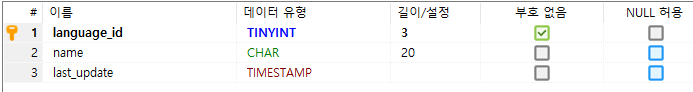 # 이름 데이터 유형 길이/설정 부호 없음 NULL 허용
1 language_id TINYINT 3
2 name CHAR 20
3 last_update TIMESTAMP